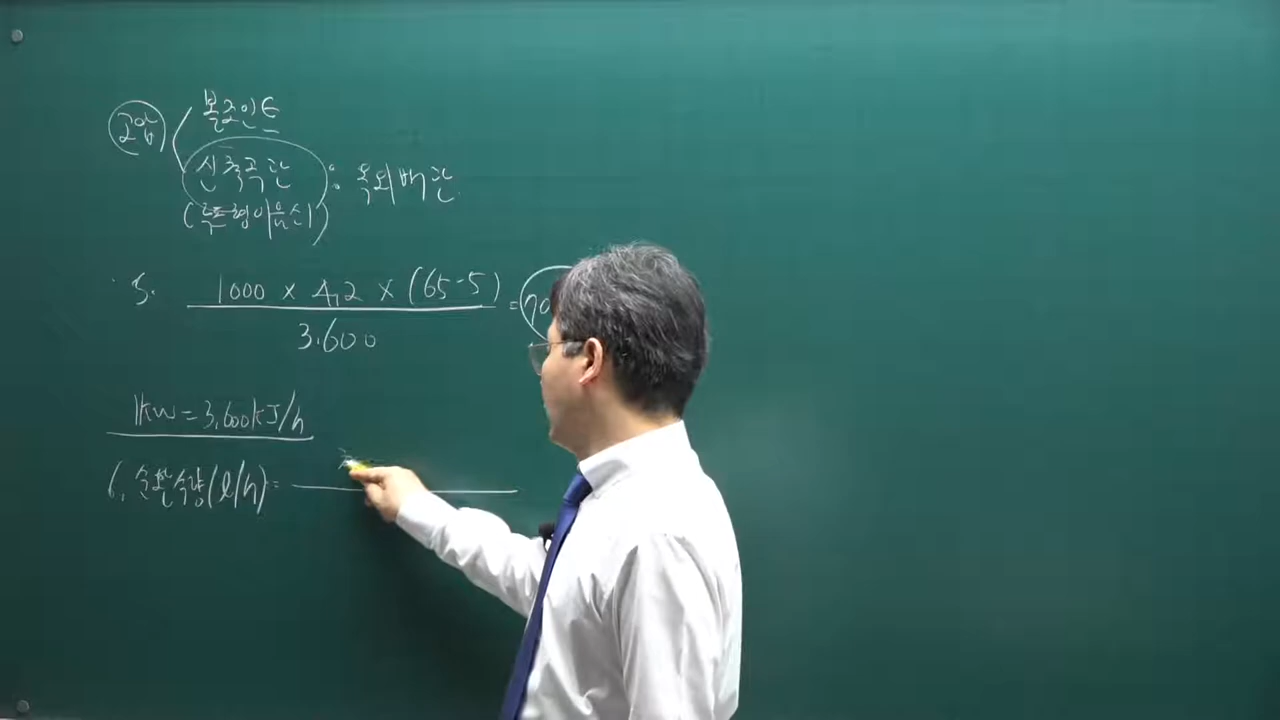 고압
볼조인트
신축곡관 : 옥외배관
(루프형이음쇠)
5. 1000 × 4,2 × (65-5)
3.600
= 70
1kw = 3,600kJ/h
6. 순환수량(l/h) =